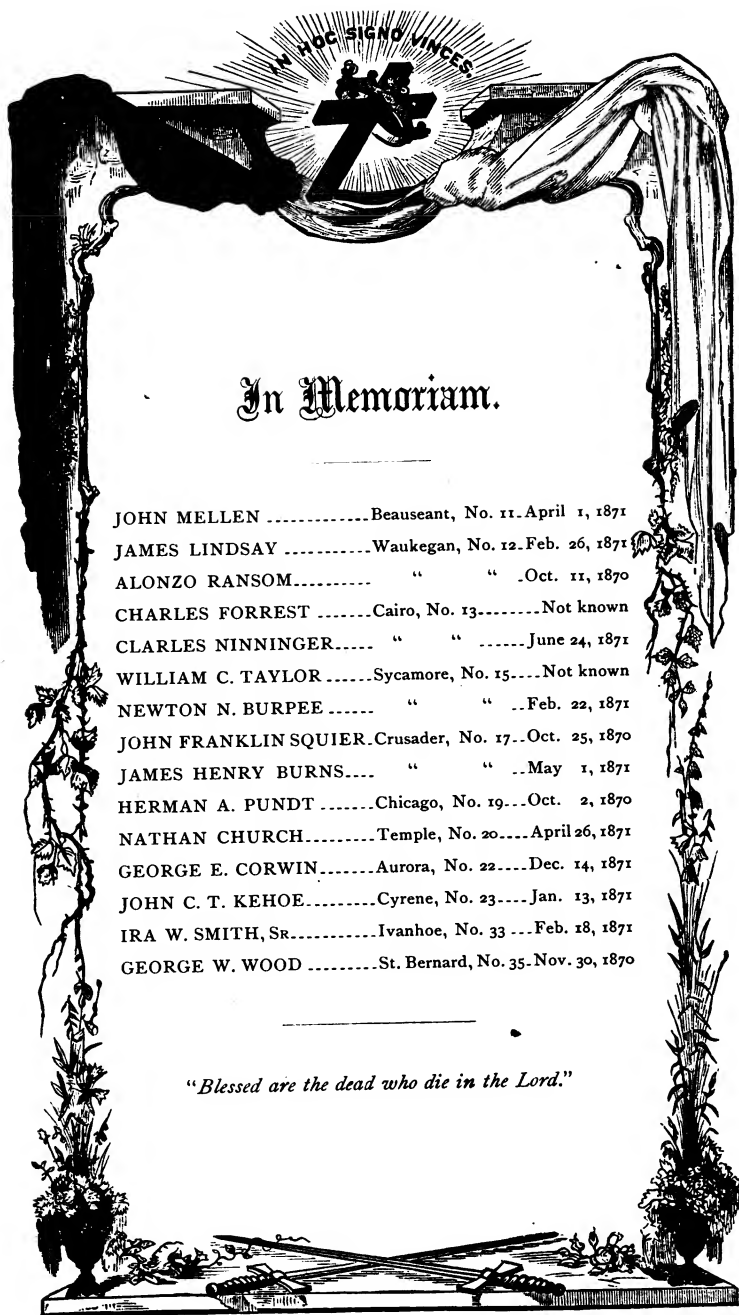 IN HOC SIGNO VINCES.
In Memoriam.
JOHN MELLEN ............Beauseant, No. 11..April 1, 1871
JAMES LINDSAY ...........Waukegan, No. 12..Feb. 26, 1871
ALONZO RANSOM.......... “ “ ..Oct. 11, 1870
CHARLES FORREST .......Cairo, No. 13........Not known
CLARLES NINNINGER..... “ “ ......June 24, 1871
WILLIAM C. TAYLOR ......Sycamore, No. 15....Not known
NEWTON N. BURPEE ...... “ “ ..Feb. 22, 1871
JOHN FRANKLIN SQUIER..Crusader, No. 17..Oct. 25, 1870
JAMES HENRY BURNS.... “ “ ..May 1, 1871
HERMAN A. PUNDT .......Chicago, No. 19...Oct. 2, 1870
NATHAN CHURCH.........Temple, No. 20....April 26, 1871
GEORGE E. CORWIN.......Aurora, No. 22....Dec. 14, 1871
JOHN C. T. KEHOE.........Cyrene, No. 23....Jan. 13, 1871
IRA W. SMITH, SR...........Ivanhoe, No. 33 ...Feb. 18, 1871
GEORGE W. WOOD .........St. Bernard, No. 35..Nov. 30, 1870
“Blessed are the dead who die in the Lord.”